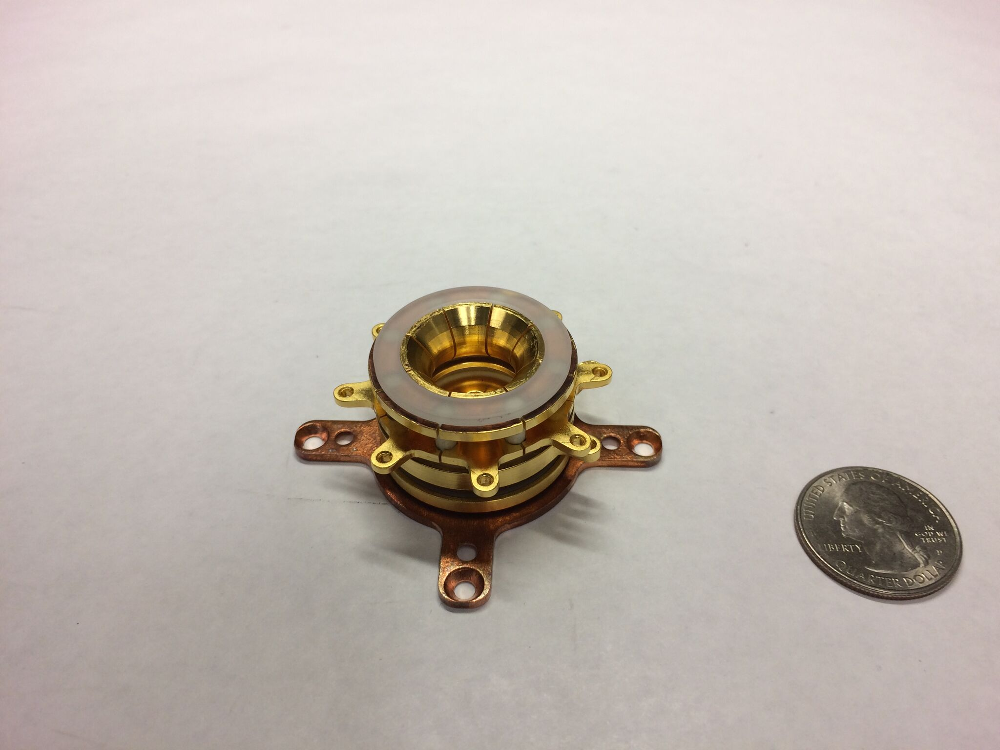 UNITED STATES OF AMERICA
LIBERTY
IN
GOD WE
TRUST
P
QUARTER DOLLAR